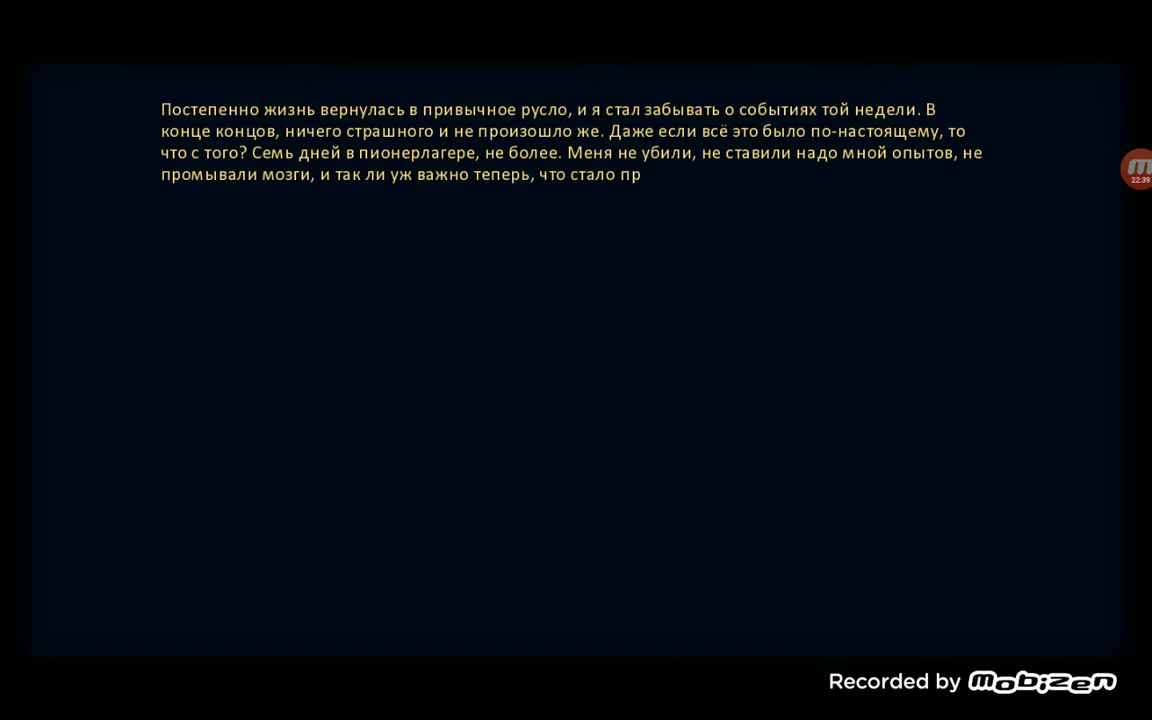 Постепенно жизнь вернулась в привычное русло, и я стал забывать о событиях той недели. В
конце концов, ничего страшного и не произошло же. Даже если всё это было по-настоящему, то
что с того? Семь дней в пионерлагере, не более. Меня не убили, не ставили надо мной опытов, не
промывали мозги, и так ли уж важно теперь, что стало пр
22:39
Recorded by mobizen